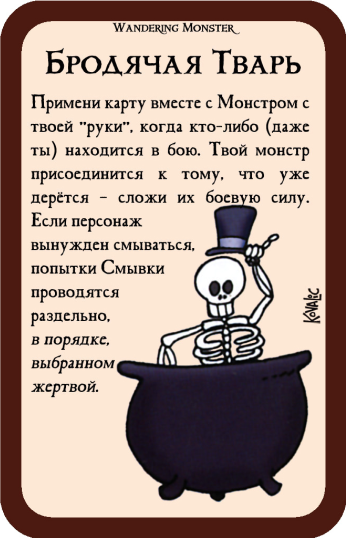 Wandering Monster
Бродячая Тварь
Примени карту вместе с Монстром с
твоей "руки", когда кто-либо (даже
ты) находится в бою. Твой монстр
присоединится к тому, что уже
дерётся – сложи их боевую силу.
Если персонаж
вынужден смываться,
попытки Смывки
проводятся
раздельно,
в порядке,
выбранном
жертвой.
Kovalic